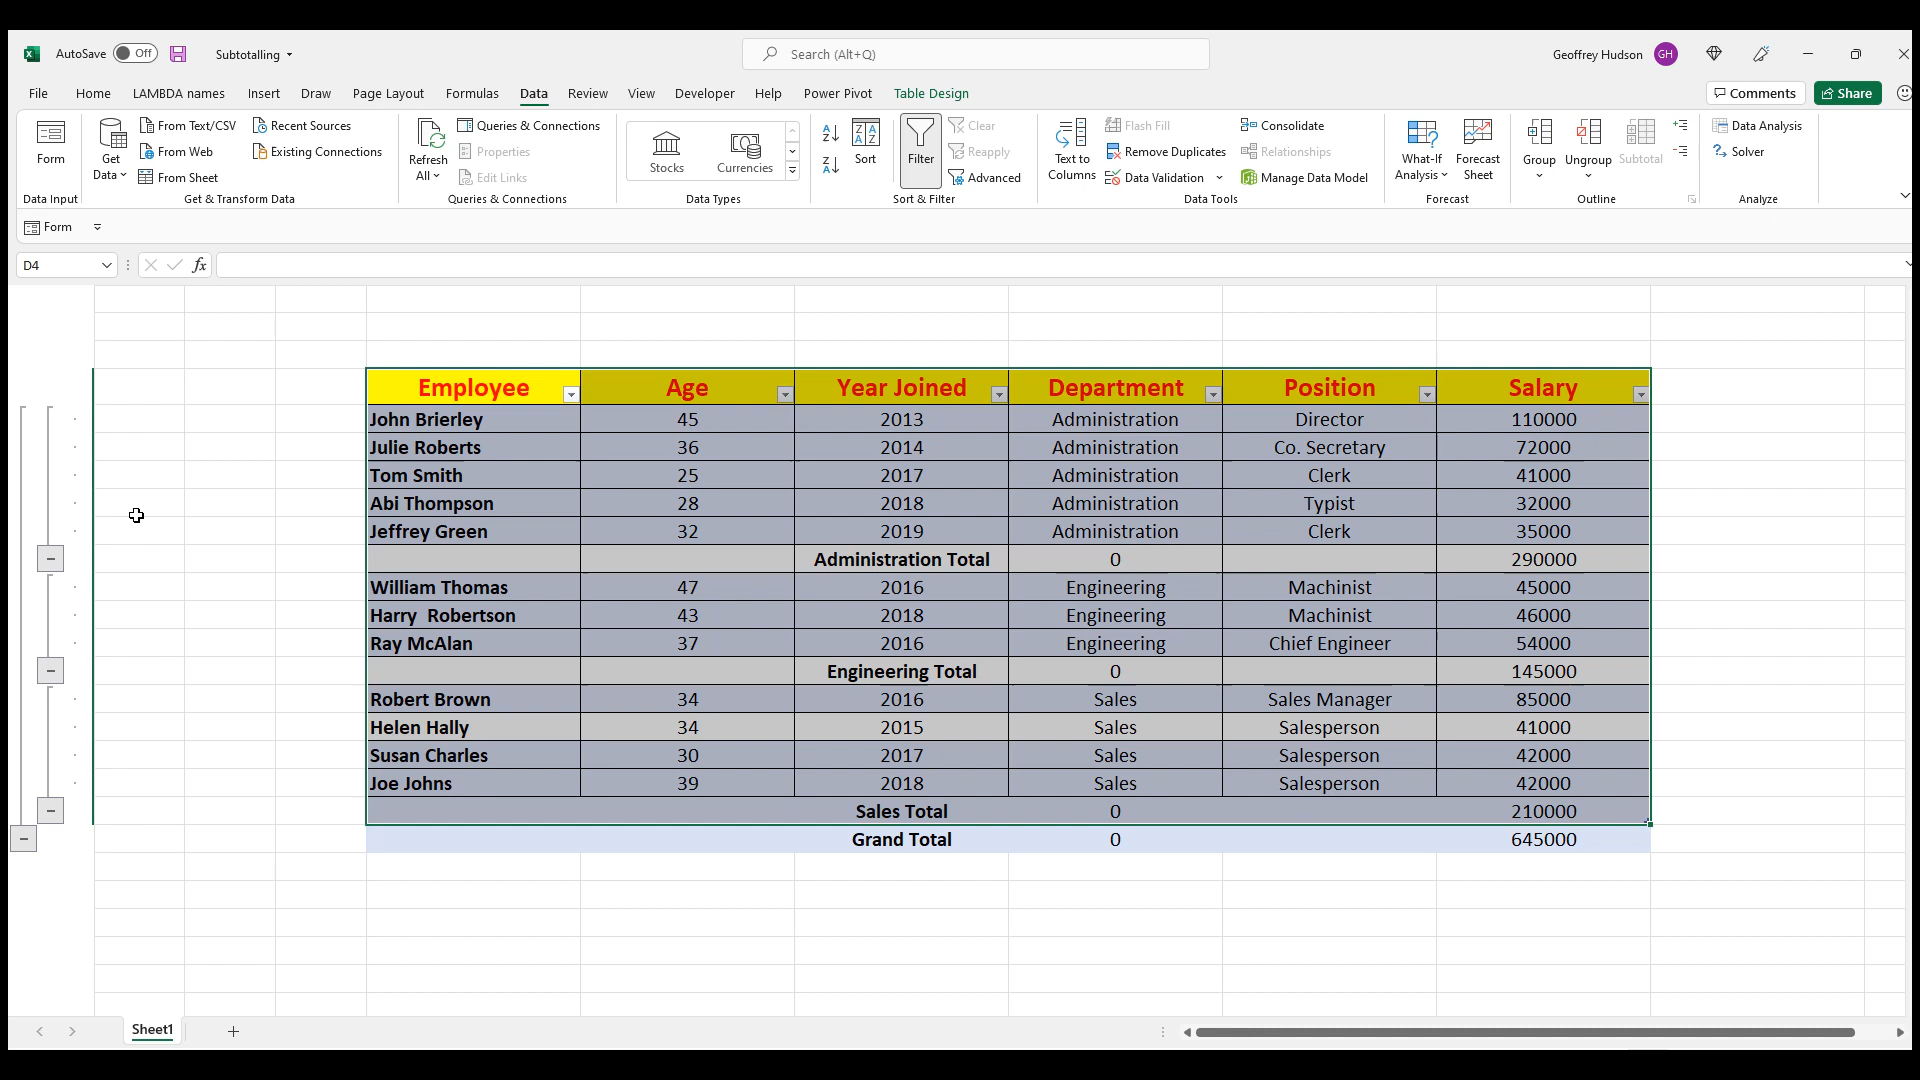 AutoSave Off Subtotalling Search (Alt+Q) Geoffrey Hudson GH
File Home LAMBDA names Insert Draw Page Layout Formulas Data Review View Developer Help Power Pivot Table Design Comments Share
Form
Data Input
Get Data
From Text/CSV
From Web
From Sheet
Recent Sources
Existing Connections
Get & Transform Data
Refresh All
Queries & Connections
Properties
Edit Links
Queries & Connections
Stocks
Currencies
Data Types
Sort
Filter
Clear
Reapply
Advanced
Sort & Filter
Text to Columns
Flash Fill
Remove Duplicates
Data Validation
Consolidate
Relationships
Manage Data Model
Data Tools
What-If Analysis
Forecast Sheet
Forecast
Group
Ungroup
Subtotal
Outline
Data Analysis
Solver
Analyze
Form
D4 fx
Employee Age Year Joined Department Position Salary
John Brierley 45 2013 Administration Director 110000
Julie Roberts 36 2014 Administration Co. Secretary 72000
Tom Smith 25 2017 Administration Clerk 41000
Abi Thompson 28 2018 Administration Typist 32000
Jeffrey Green 32 2019 Administration Clerk 35000
Administration Total 0 290000
William Thomas 47 2016 Engineering Machinist 45000
Harry  Robertson 43 2018 Engineering Machinist 46000
Ray McAlan 37 2016 Engineering Chief Engineer 54000
Engineering Total 0 145000
Robert Brown 34 2016 Sales Sales Manager 85000
Helen Hally 34 2015 Sales Salesperson 41000
Susan Charles 30 2017 Sales Salesperson 42000
Joe Johns 39 2018 Sales Salesperson 42000
Sales Total 0 210000
Grand Total 0 645000
Sheet1